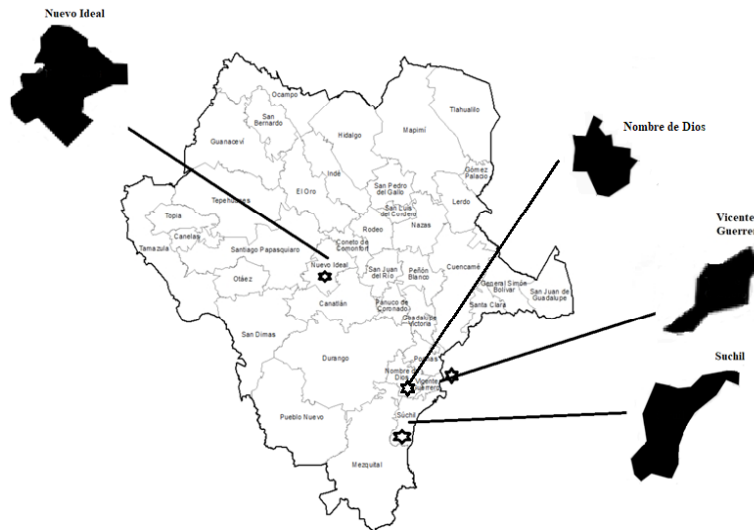 Nuevo Ideal
Ocampo
San
Bernardo
Guanaceví
Hidalgo
Mapimí
Tlahualilo
Indé
El Oro
Tepehuanes
San Pedro
del Gallo
Gómez
Palacio
Lerdo
San Luis
del Cordero
Nazas
Rodeo
Topia
Canelas
Tamazula
Santiago Papasquiaro
Coneto de
Comonfort
Nuevo Ideal
Otáez
San Juan
del Río
Peñón
Blanco
Cuencamé
General Simón
Bolívar
San Juan de
Guadalupe
Santa Clara
Canatlán
Pánuco de
Coronado
Guadalupe
Victoria
San Dimas
Durango
Poanas
Nombre de
Dios
Vicente
Guerrero
Súchil
Pueblo Nuevo
Mezquital
Nombre de Dios
Vicente
Guerrer
Suchil